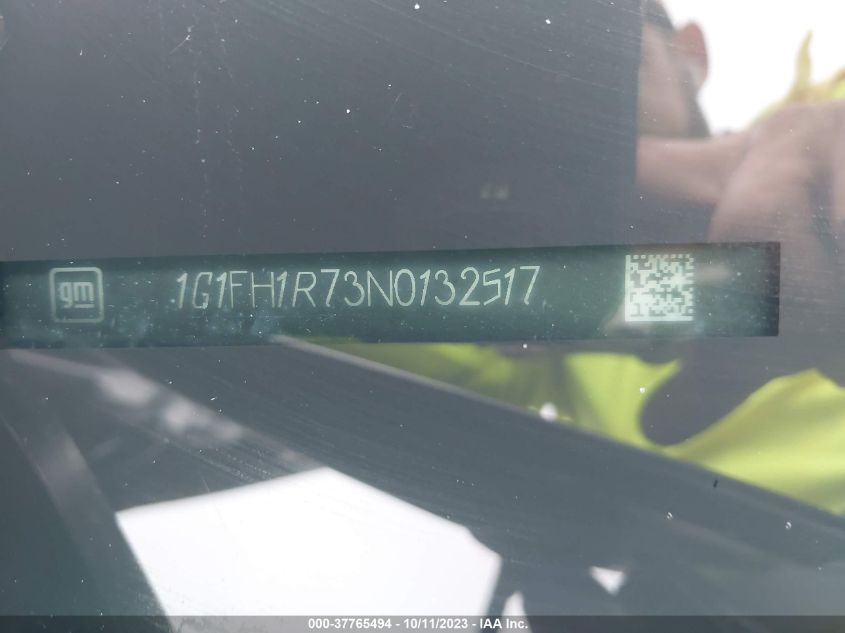 gm 1G1FH1R73N0132517
000-37765494 - 10/11/2023 - IAA Inc.